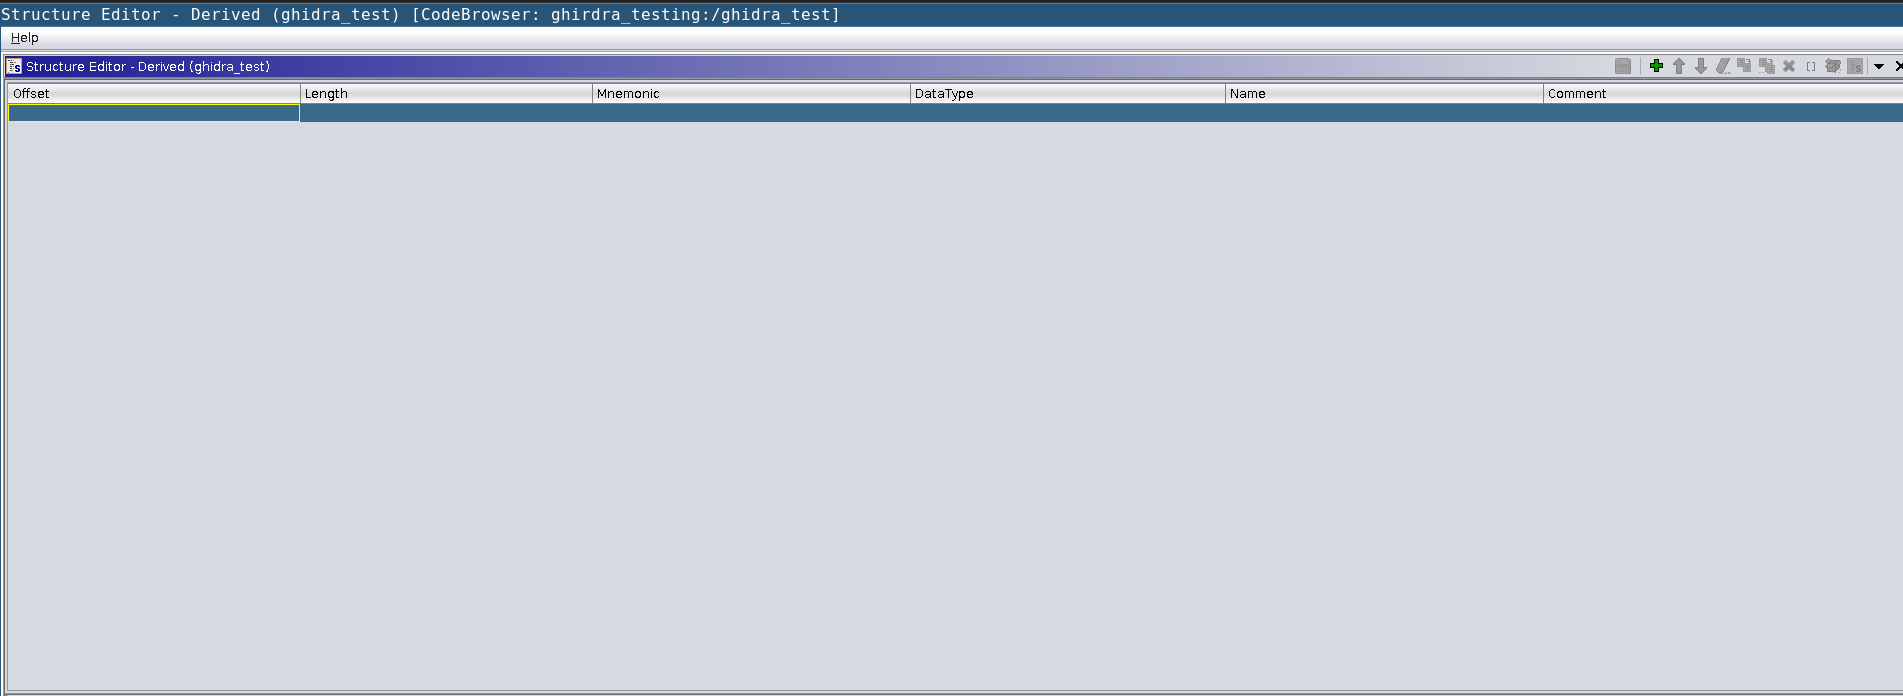 Structure Editor - Derived (ghidra_test) [CodeBrowser: ghirdra_testing:/ghidra_test]
Help
Structure Editor - Derived (ghidra_test)
Offset Length Mnemonic DataType Name Comment